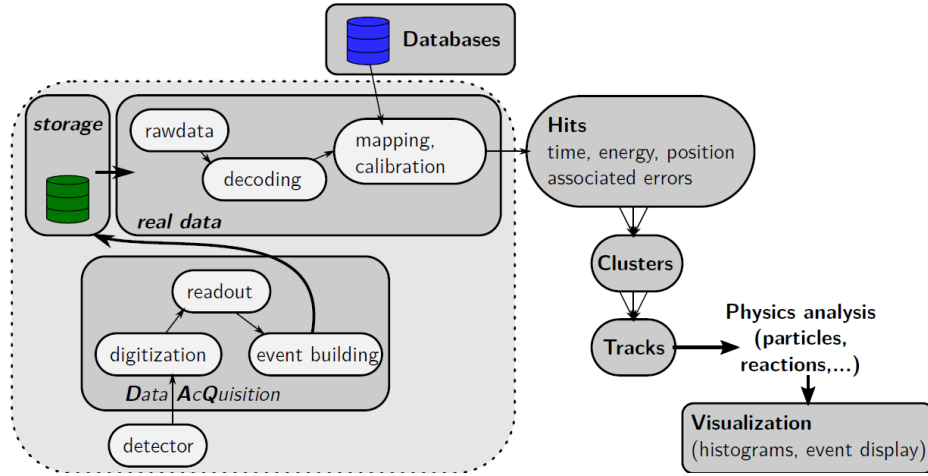 Databases
storage
rawdata
decoding
mapping,
calibration
real data
Hits
time, energy, position
associated errors
Clusters
Tracks
readout
digitization
event building
Data AcQuisition
detector
Physics analysis
(particles,
reactions,...)
Visualization
(histograms, event display)